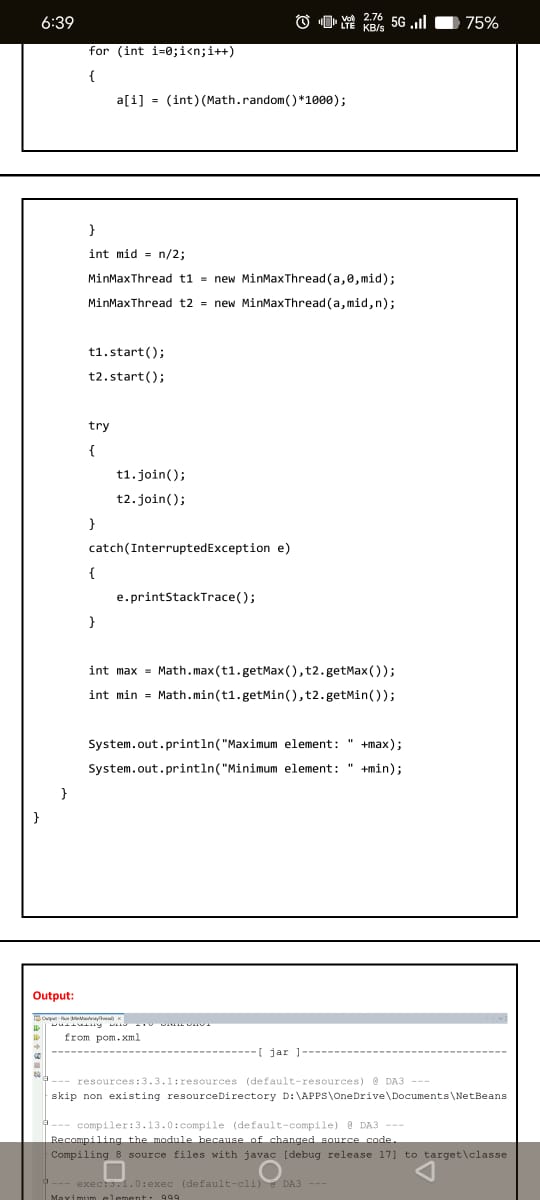 6:39 Vo) LTE 2.76 KB/s 5G 75%
for (int i=0;i<n;i++)
{
a[i] = (int)(Math.random()*1000);
}
int mid = n/2;
MinMaxThread t1 = new MinMaxThread(a,0,mid);
MinMaxThread t2 = new MinMaxThread(a,mid,n);
t1.start();
t2.start();
try
{
t1.join();
t2.join();
}
catch(InterruptedException e)
{
e.printStackTrace();
}
int max = Math.max(t1.getMax(),t2.getMax());
int min = Math.min(t1.getMin(),t2.getMin());
System.out.println("Maximum element: " +max);
System.out.println("Minimum element: " +min);
}
}
Output:
Output - Run (MinMaxArrayThread) ×
from pom.xml
--------------------------------[ jar ]---------------------------------
--- resources:3.3.1:resources (default-resources) @ DA3 ---
skip non existing resourceDirectory D:\APPS\OneDrive\Documents\NetBeans
--- compiler:3.13.0:compile (default-compile) @ DA3 ---
Recompiling the module because of changed source code.
Compiling 8 source files with javac [debug release 17] to target\classe
--- exec:3.1.0:exec (default-cli) @ DA3 ---
Maximum element: 999